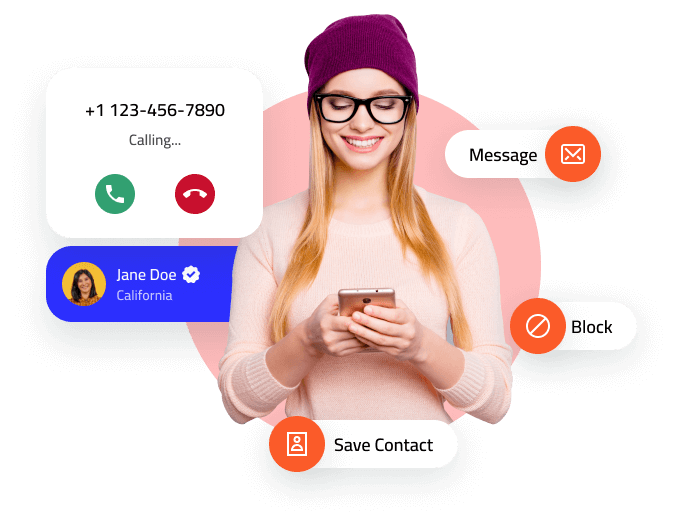 +1 123-456-7890
Calling...
Message
Jane Doe
California
Block
Save Contact